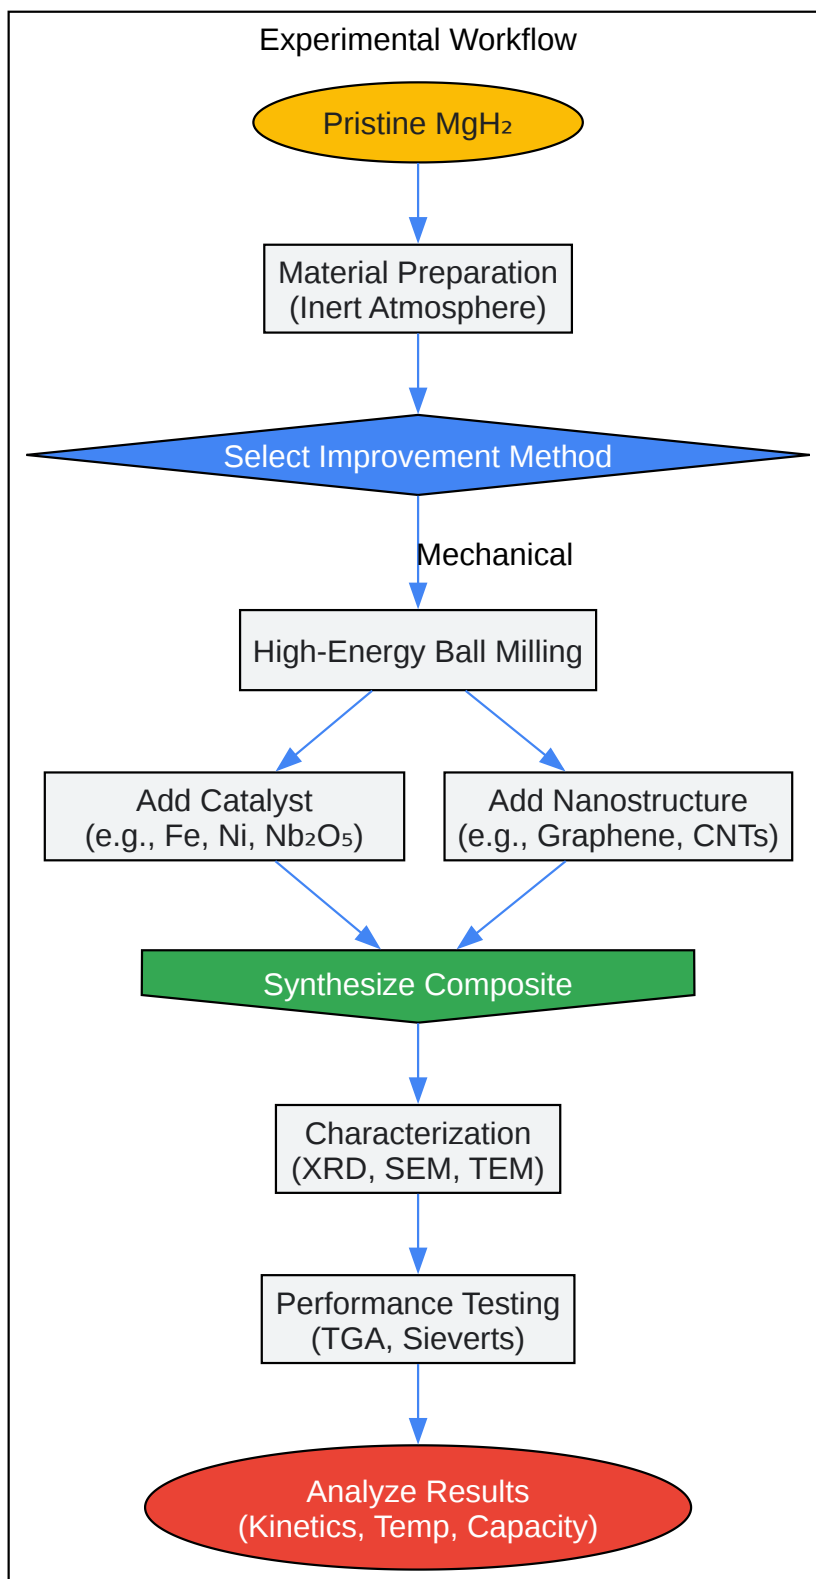 Experimental Workflow
Pristine MgH₂
Material Preparation
(Inert Atmosphere)
Select Improvement Method
Mechanical
High-Energy Ball Milling
Add Catalyst
(e.g., Fe, Ni, Nb₂O₅)
Add Nanostructure
(e.g., Graphene, CNTs)
Synthesize Composite
Characterization
(XRD, SEM, TEM)
Performance Testing
(TGA, Sieverts)
Analyze Results
(Kinetics, Temp, Capacity)